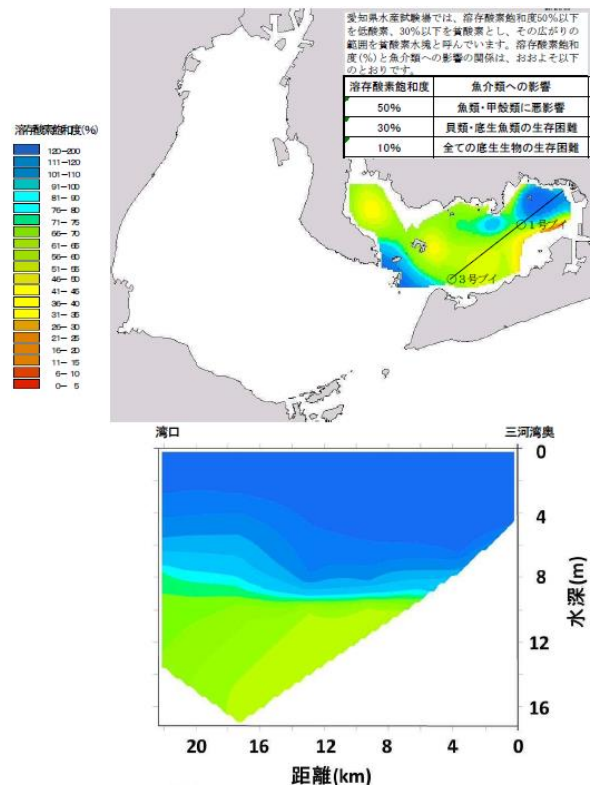 愛知県水産試験場では、溶存酸素飽和度50%以下
を低酸素、30%以下を貧酸素とし、その広がりの
範囲を貧酸素水塊と呼んでいます。溶存酸素飽和
度(%)と魚介類への影響の関係は、おおよそ以下
のとおりです。
溶存酸素飽和度 魚介類への影響
50% 魚類・甲殻類に悪影響
30% 貝類・底生魚類の生存困難
10% 全ての底生生物の生存困難
溶存酸素飽和度(%)
120-200
111-120
101-110
91-100
81-90
76-80
71-75
66-70
61-65
56-60
51-55
46-50
41-45
36-40
31-35
26-30
21-25
16-20
11-15
6-10
0-5
1号ブイ
3号ブイ
湾口 三河湾奥
0
4
8
12
16
水深(m)
20 16 12 8 4 0
距離(km)